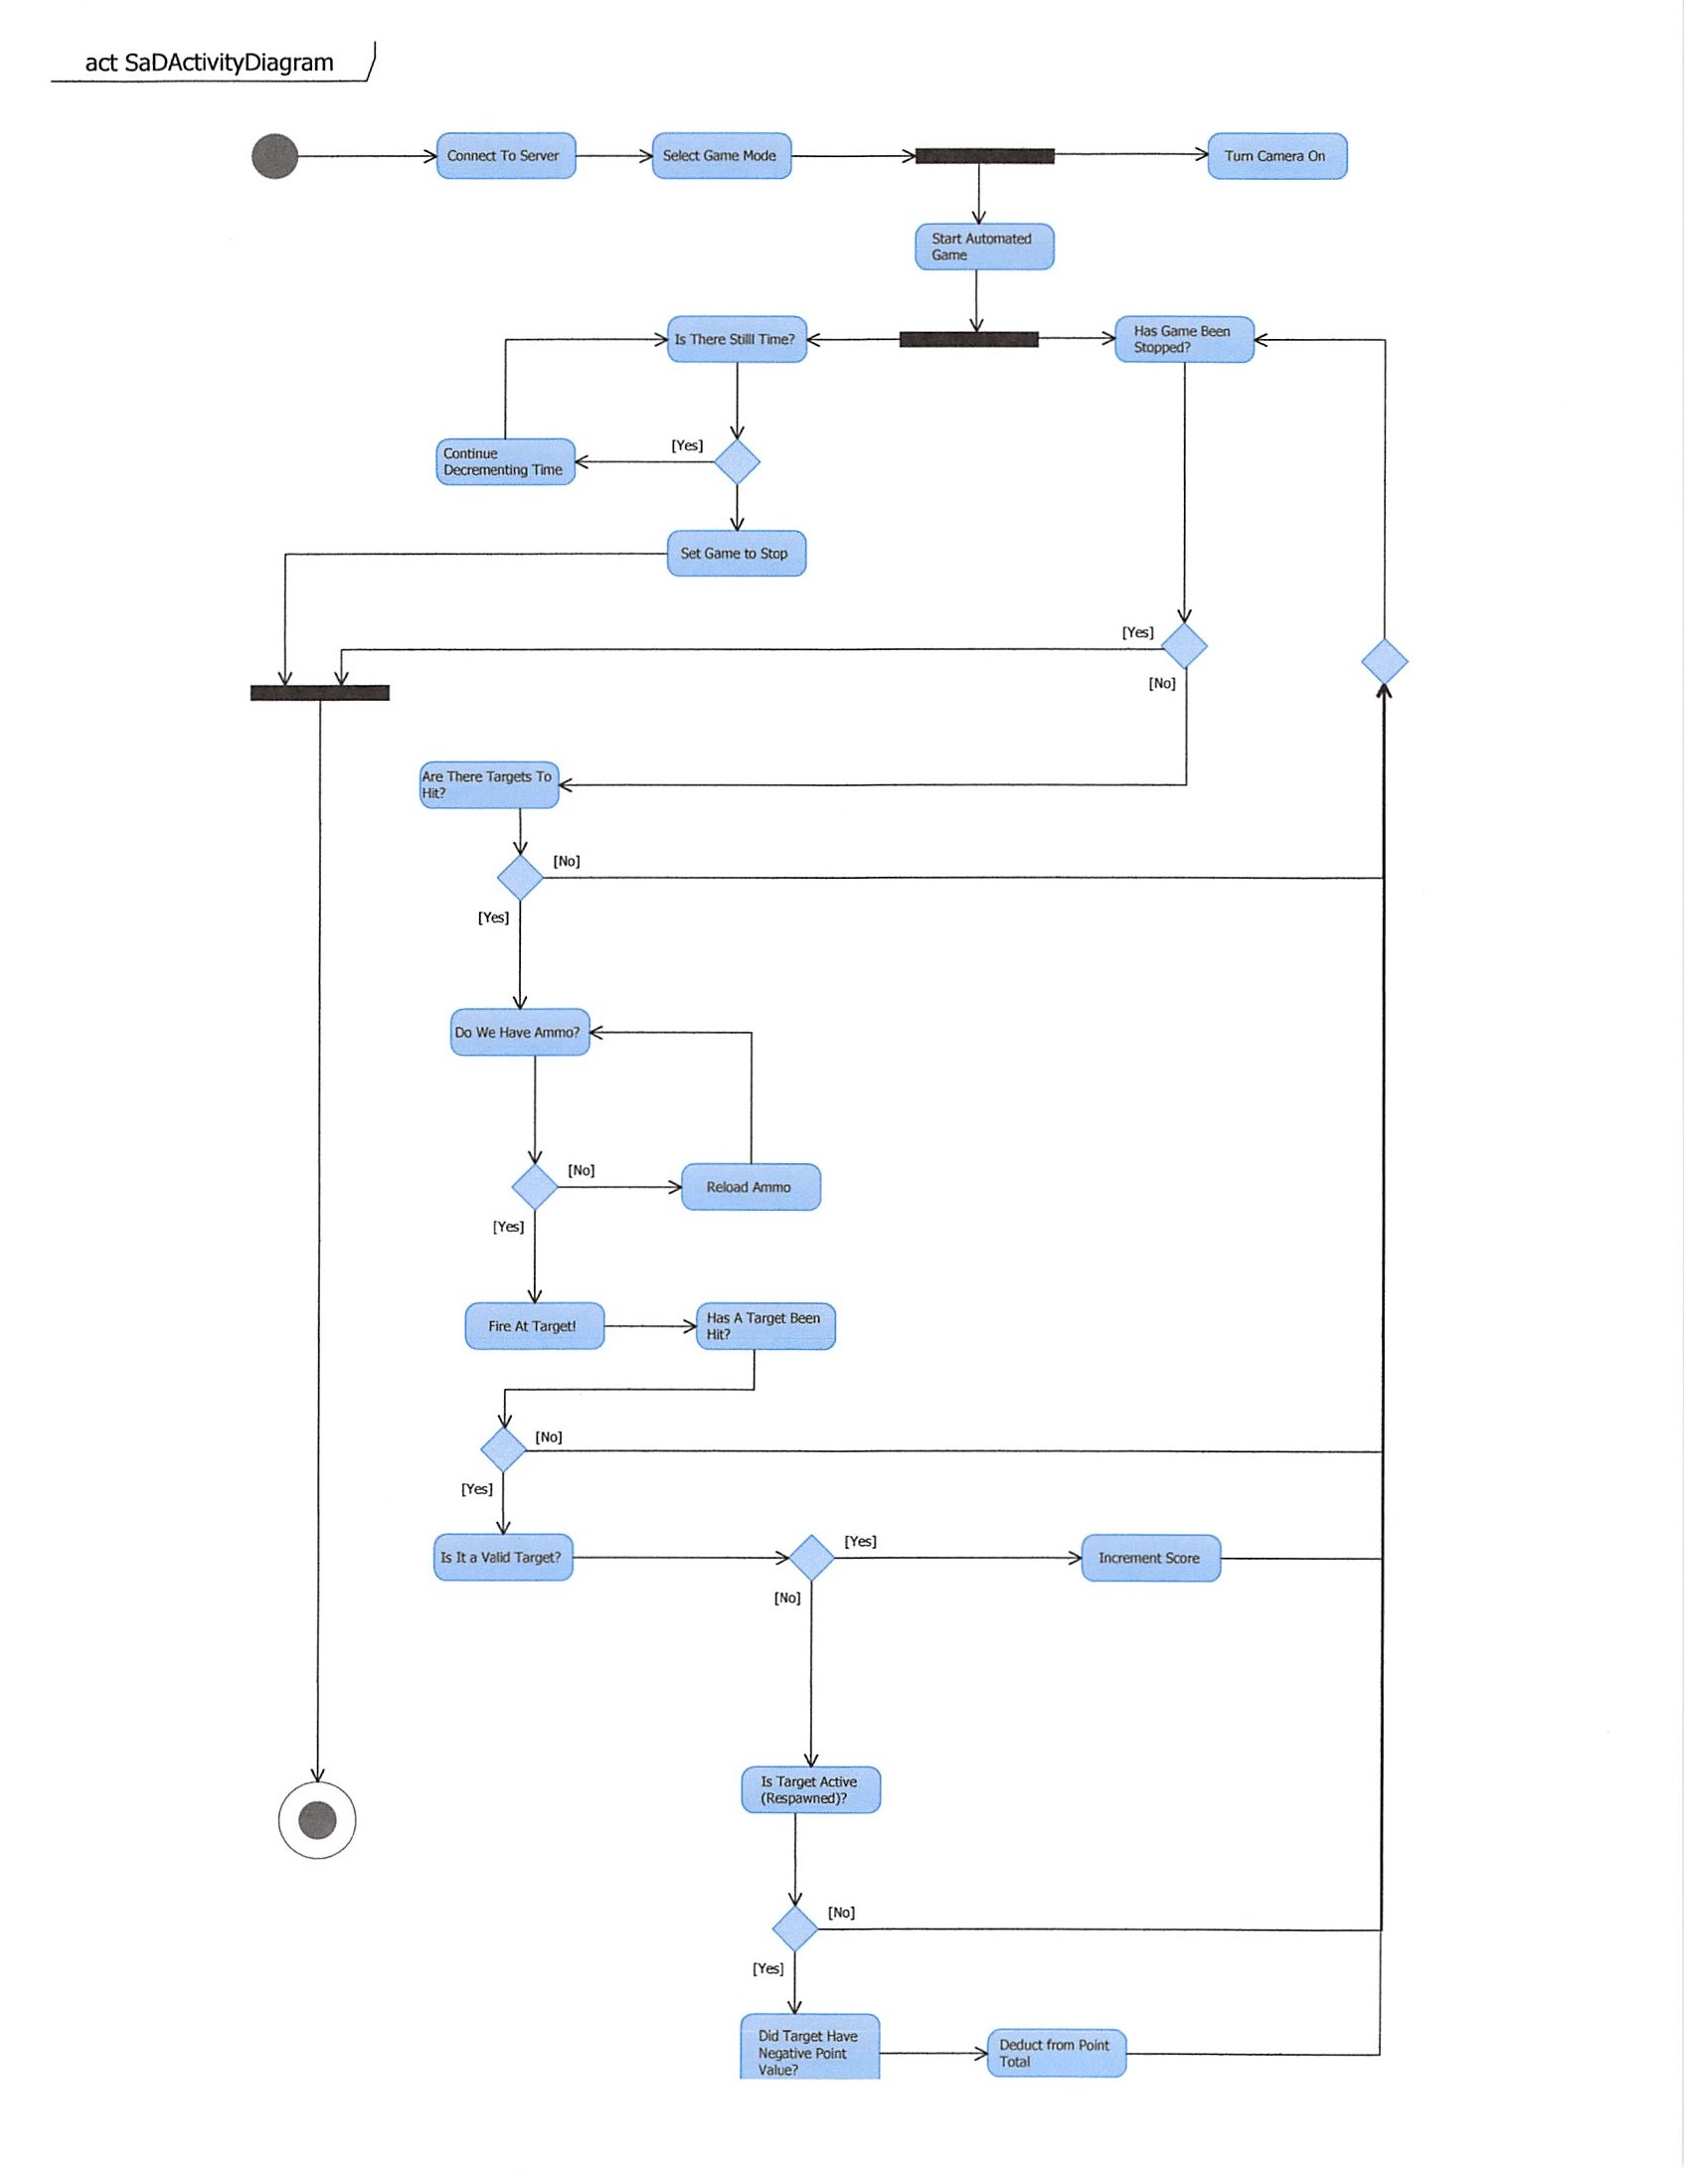 act SaDActivityDiagram
Connect To Server
Select Game Mode
Turn Camera On
Start Automated
Game
Is There Stilll Time?
Has Game Been
Stopped?
[Yes]
Continue
Decrementing Time
Set Game to Stop
[Yes]
[No]
Are There Targets To
Hit?
[No]
[Yes]
Do We Have Ammo?
[No]
Reload Ammo
[Yes]
Fire At Target!
Has A Target Been
Hit?
[No]
[Yes]
Is It a Valid Target?
[Yes]
Increment Score
[No]
Is Target Active
(Respawned)?
[No]
[Yes]
Did Target Have
Negative Point
Value?
Deduct from Point
Total